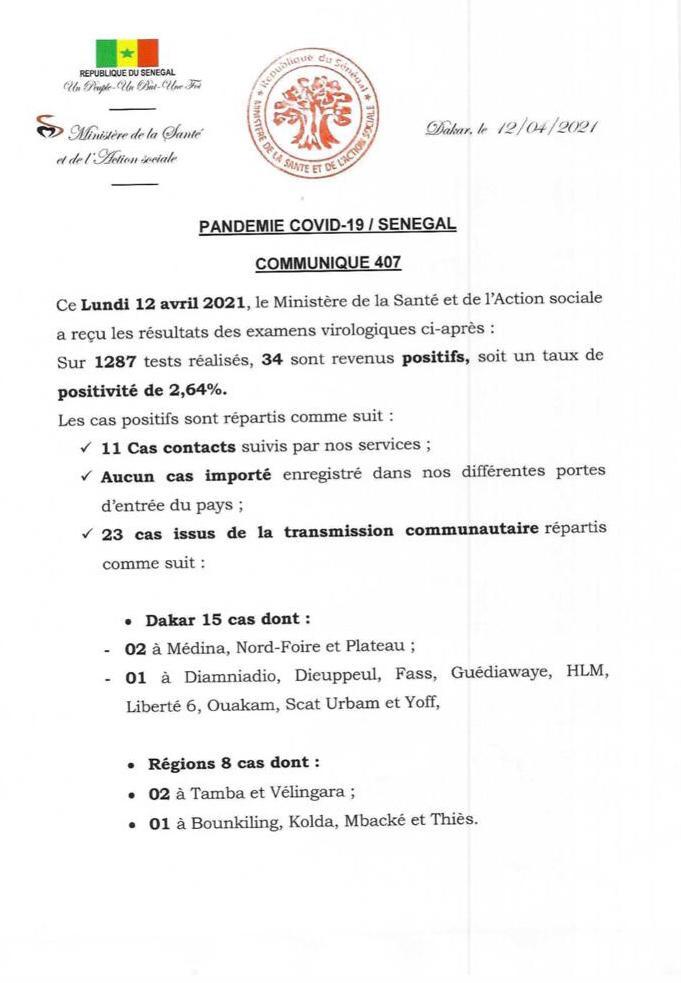 REPUBLIQUE DU SENEGAL
Un Peuple-Un But-Une Foi
Ministère de la Santé
et de l'Action sociale
République du Sénégal
MINISTÈRE DE LA SANTE ET DE L'ACTION SOCIALE
Dakar, le 12/04/2021
PANDEMIE COVID-19 / SENEGAL
COMMUNIQUE 407
Ce Lundi 12 avril 2021, le Ministère de la Santé et de l'Action sociale
a reçu les résultats des examens virologiques ci-après :
Sur 1287 tests réalisés, 34 sont revenus positifs, soit un taux de
positivité de 2,64%.
Les cas positifs sont répartis comme suit :
✓ 11 Cas contacts suivis par nos services ;
✓ Aucun cas importé enregistré dans nos différentes portes
d'entrée du pays ;
✓ 23 cas issus de la transmission communautaire répartis
comme suit :
• Dakar 15 cas dont :
- 02 à Médina, Nord-Foire et Plateau ;
- 01 à Diamniadio, Dieuppeul, Fass, Guédiawaye, HLM,
Liberté 6, Ouakam, Scat Urbam et Yoff,
• Régions 8 cas dont :
• 02 à Tamba et Vélingara ;
• 01 à Bounkiling, Kolda, Mbacké et Thiès.